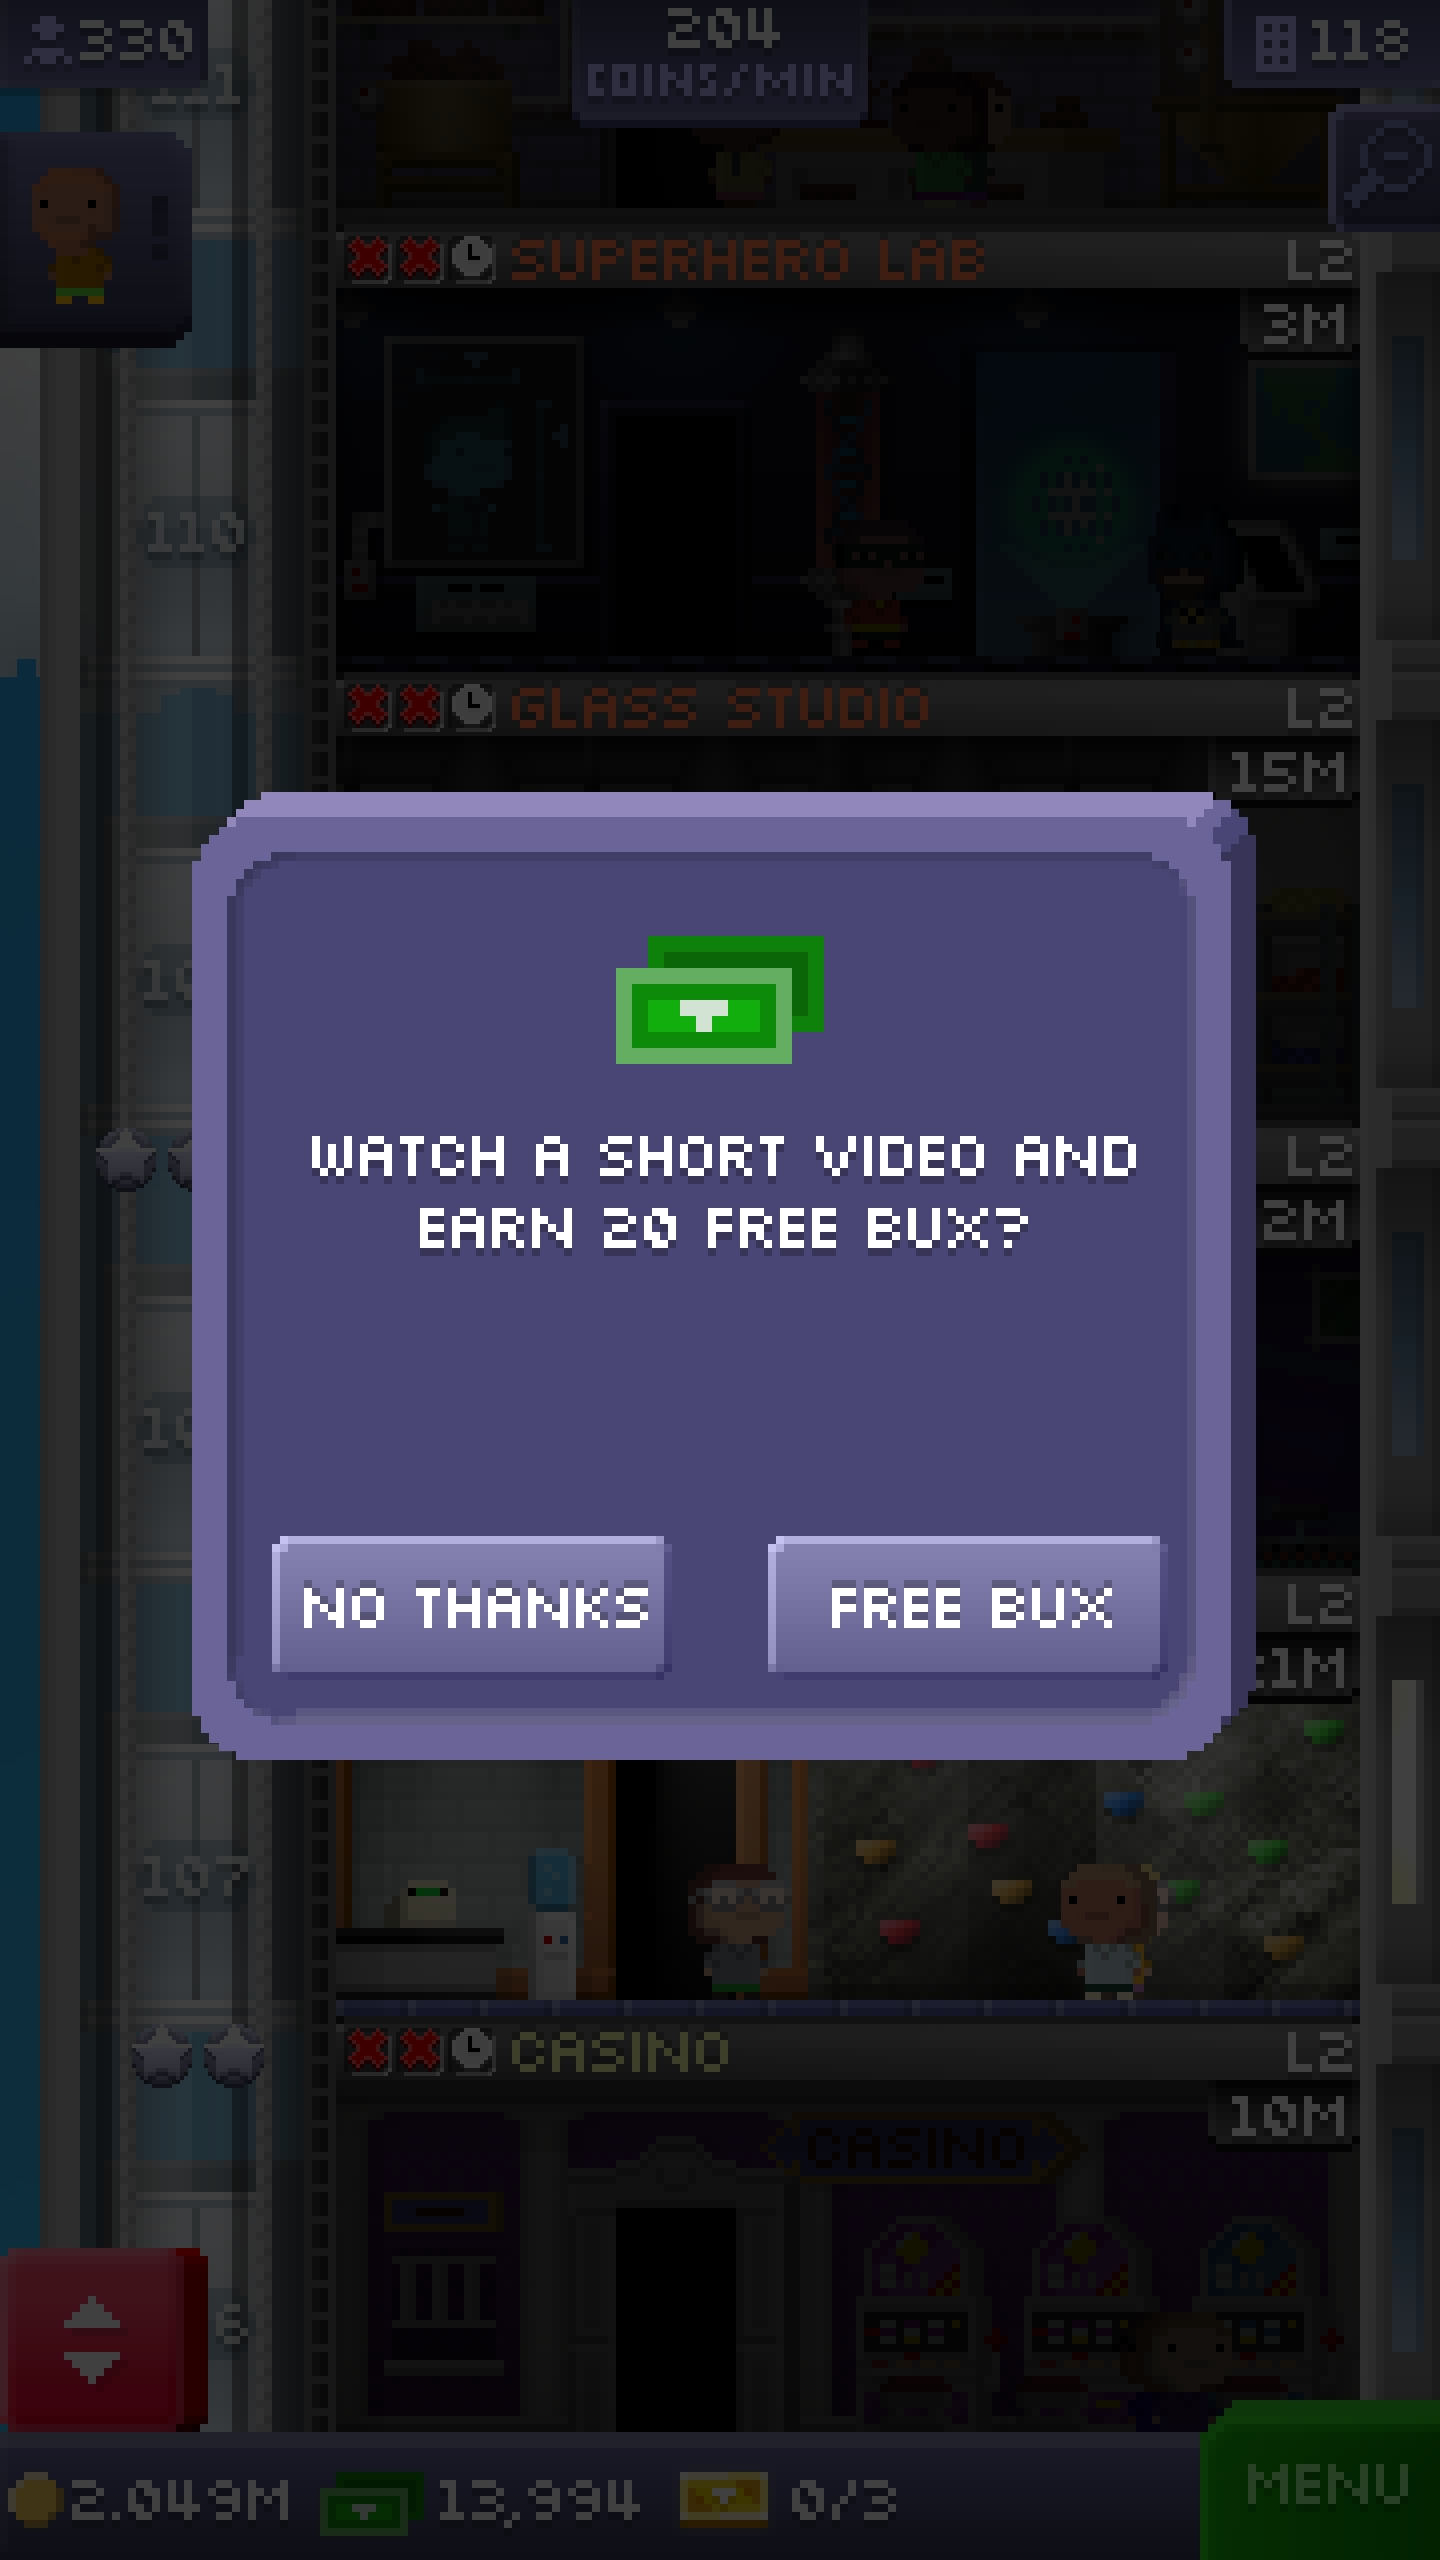 330
204
COINS/MIN
118
SUPERHERO LAB
L2
3M
110
GLASS STUDIO
L2
15M
L2
2M
WATCH A SHORT VIDEO AND
EARN 20 FREE BUX?
NO THANKS
FREE BUX
L2
107
CASINO
L2
10M
CASINO
2.049M
13,994
0/3
MENU